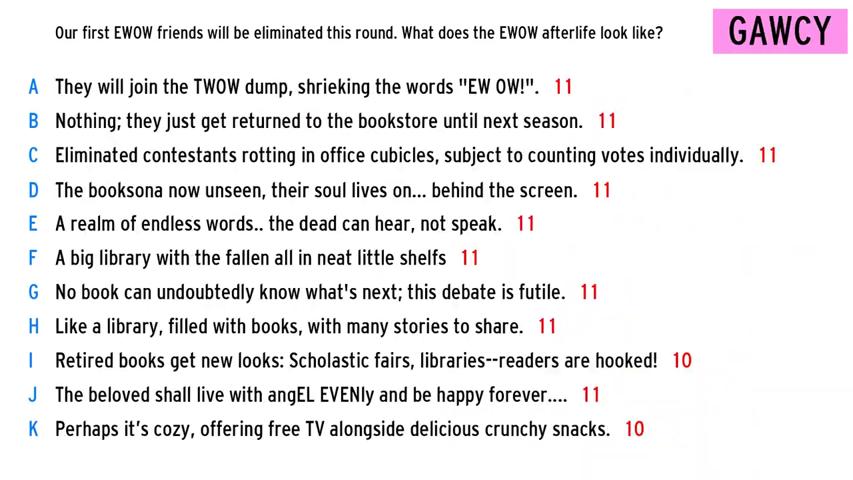 Our first EWOW friends will be eliminated this round. What does the EWOW afterlife look like?
GAWCY
A They will join the TWOW dump, shrieking the words "EW OW!". 11
B Nothing; they just get returned to the bookstore until next season. 11
C Eliminated contestants rotting in office cubicles, subject to counting votes individually. 11
D The booksona now unseen, their soul lives on... behind the screen. 11
E A realm of endless words.. the dead can hear, not speak. 11
F A big library with the fallen all in neat little shelfs 11
G No book can undoubtedly know what's next; this debate is futile. 11
H Like a library, filled with books, with many stories to share. 11
I Retired books get new looks: Scholastic fairs, libraries--readers are hooked! 10
J The beloved shall live with angEL EVENly and be happy forever.... 11
K Perhaps it’s cozy, offering free TV alongside delicious crunchy snacks. 10